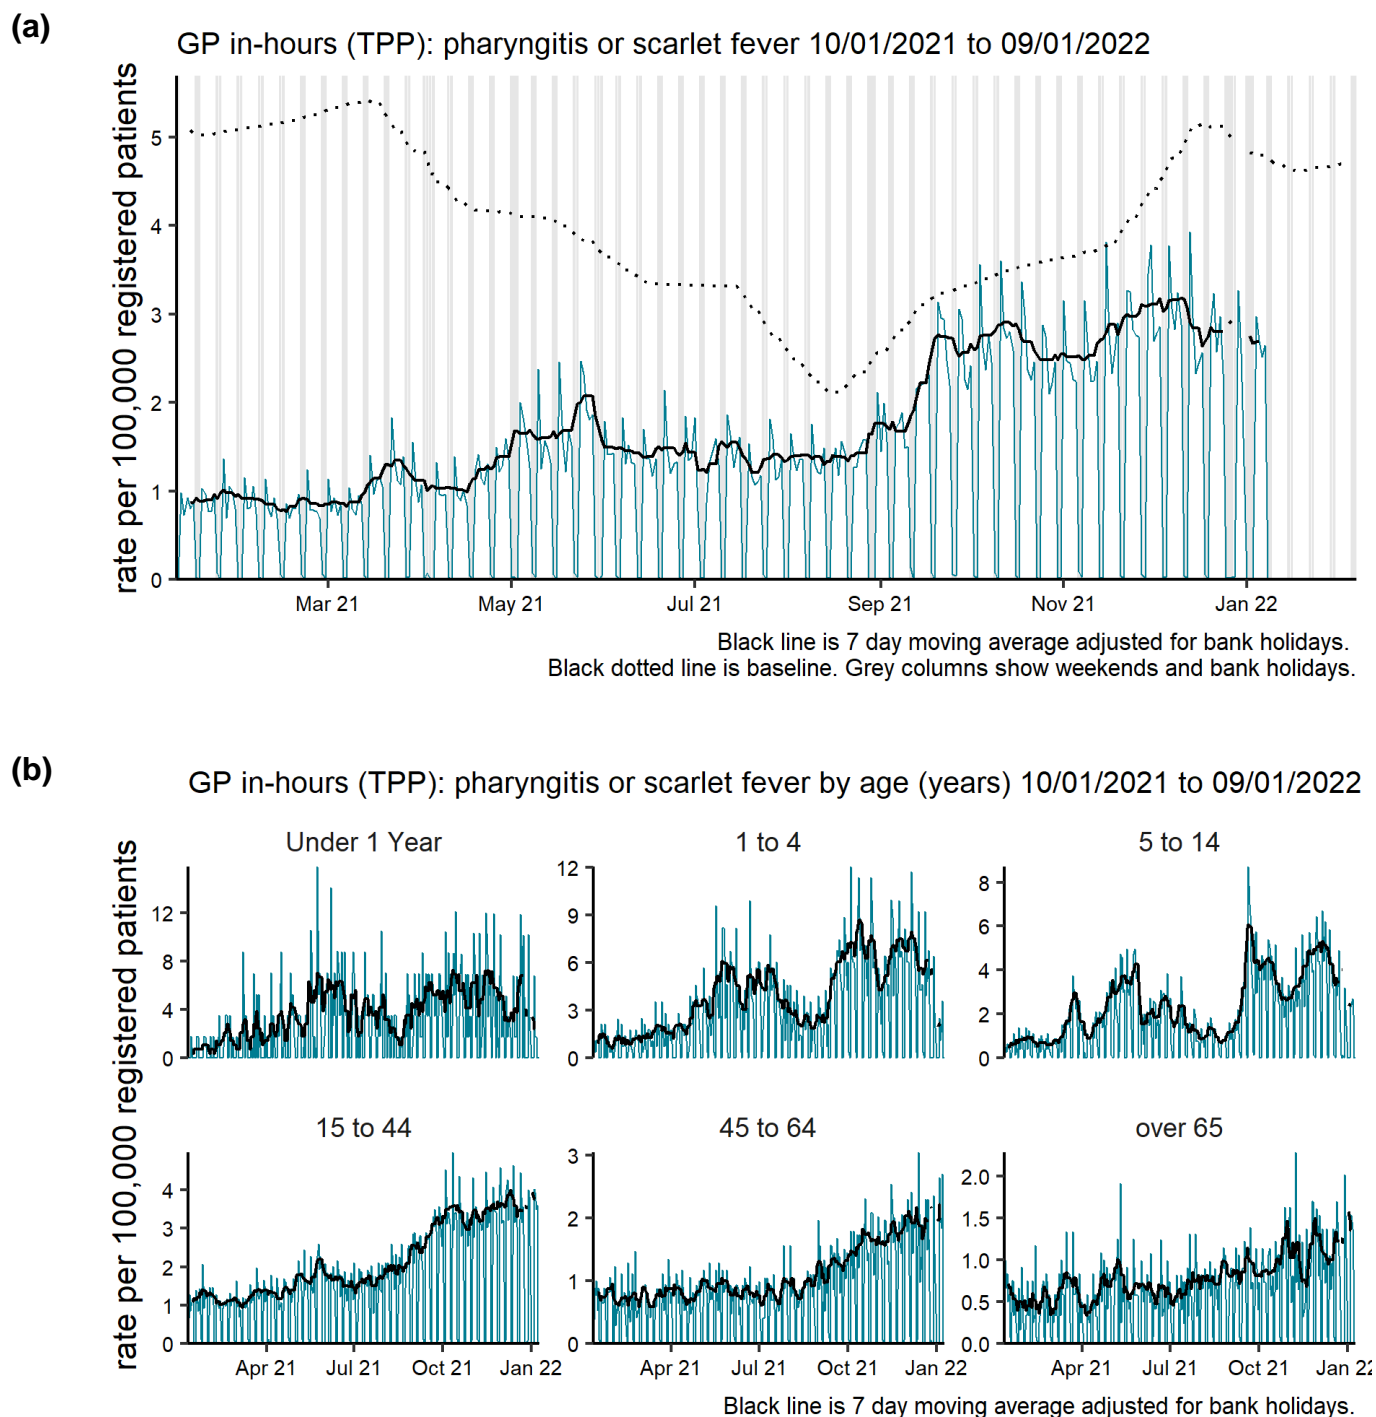 (a)
GP in-hours (TPP): pharyngitis or scarlet fever 10/01/2021 to 09/01/2022
rate per 100,000 registered patients
5
4
3
2
1
0
Mar 21 May 21 Jul 21 Sep 21 Nov 21 Jan 22
Black line is 7 day moving average adjusted for bank holidays.
Black dotted line is baseline. Grey columns show weekends and bank holidays.
(b)
GP in-hours (TPP): pharyngitis or scarlet fever by age (years) 10/01/2021 to 09/01/2022
rate per 100,000 registered patients
Under 1 Year
12
8
4
0
1 to 4
12
9
6
3
0
5 to 14
8
6
4
2
0
rate per 100,000 registered patients
15 to 44
4
3
2
1
0
Apr 21 Jul 21 Oct 21 Jan 22
45 to 64
3
2
1
0
Apr 21 Jul 21 Oct 21 Jan 22
over 65
2.0
1.5
1.0
0.5
0.0
Apr 21 Jul 21 Oct 21 Jan 22
Black line is 7 day moving average adjusted for bank holidays.